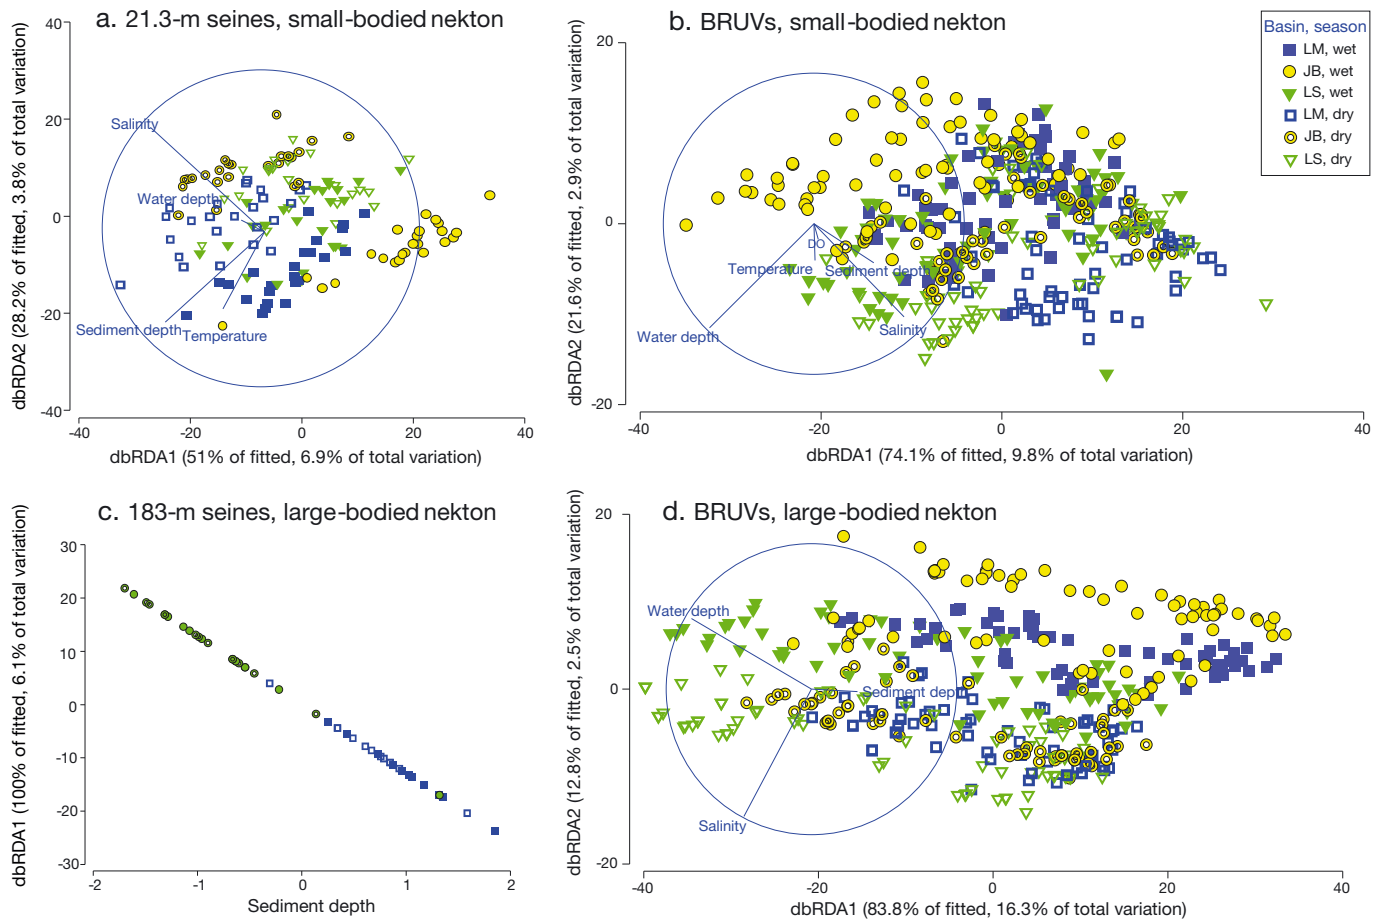 a. 21.3-m seines, small-bodied nekton
40
20
0
-20
-40
dbRDA2 (28.2% of fitted, 3.8% of total variation)
Salinity
Water depth
Sediment depth
Temperature
-40
-20
0
20
40
dbRDA1 (51% of fitted, 6.9% of total variation)
b. BRUVs, small-bodied nekton
20
0
-20
dbRDA2 (21.6% of fitted, 2.9% of total variation)
DO
Temperature
Sediment depth
Water depth
Salinity
-40
-20
0
20
40
dbRDA1 (74.1% of fitted, 9.8% of total variation)
Basin, season
LM, wet
JB, wet
LS, wet
LM, dry
JB, dry
LS, dry
c. 183-m seines, large-bodied nekton
30
20
10
0
-10
-20
-30
dbRDA1 (100% of fitted, 6.1% of total variation)
-2
-1
0
1
2
Sediment depth
d. BRUVs, large-bodied nekton
20
0
-20
dbRDA2 (12.8% of fitted, 2.5% of total variation)
Water depth
Sediment depth
Salinity
-40
-20
0
20
40
dbRDA1 (83.8% of fitted, 16.3% of total variation)